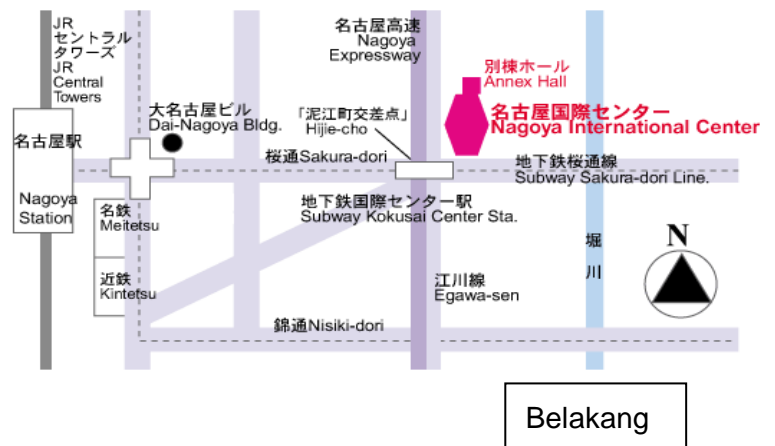 JR
セントラル
タワーズ
JR
Central
Towers
名古屋高速
Nagoya
Expressway
別棟ホール
Annex Hall
名古屋国際センター
Nagoya International Center
大名古屋ビル
Dai-Nagoya Bldg.
「泥江町交差点」
Hijie-cho
名古屋駅
Nagoya
Station
桜通Sakura-dori
地下鉄桜通線
Subway Sakura-dori Line.
名鉄
Meitetsu
地下鉄国際センター駅
Subway Kokusai Center Sta.
堀
川
N
近鉄
Kintetsu
江川線
Egawa-sen
錦通Nisiki-dori
Belakang